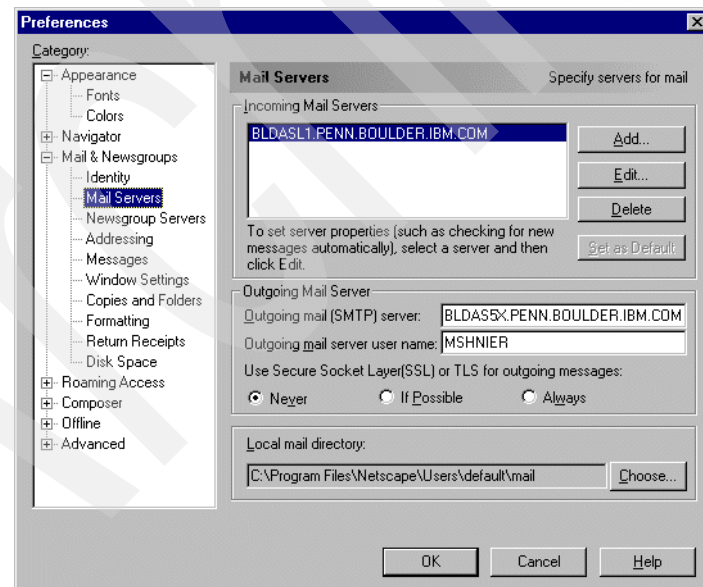 Preferences
Category:
Appearance
Fonts
Colors
Navigator
Mail & Newsgroups
Identity
Mail Servers
Newsgroup Servers
Addressing
Messages
Window Settings
Copies and Folders
Formatting
Return Receipts
Disk Space
Roaming Access
Composer
Offline
Advanced
Mail Servers Specify servers for mail
Incoming Mail Servers
BLDASL1.PENN.BOULDER.IBM.COM
Add...
Edit...
Delete
Set as Default
To set server properties (such as checking for new
messages automatically), select a server and then
click Edit.
Outgoing Mail Server
Outgoing mail (SMTP) server: BLDAS5X.PENN.BOULDER.IBM.COM
Outgoing mail server user name: MSHNIER
Use Secure Socket Layer(SSL) or TLS for outgoing messages:
Never If Possible Always
Local mail directory:
C:\Program Files\Netscape\Users\default\mail Choose...
OK Cancel Help